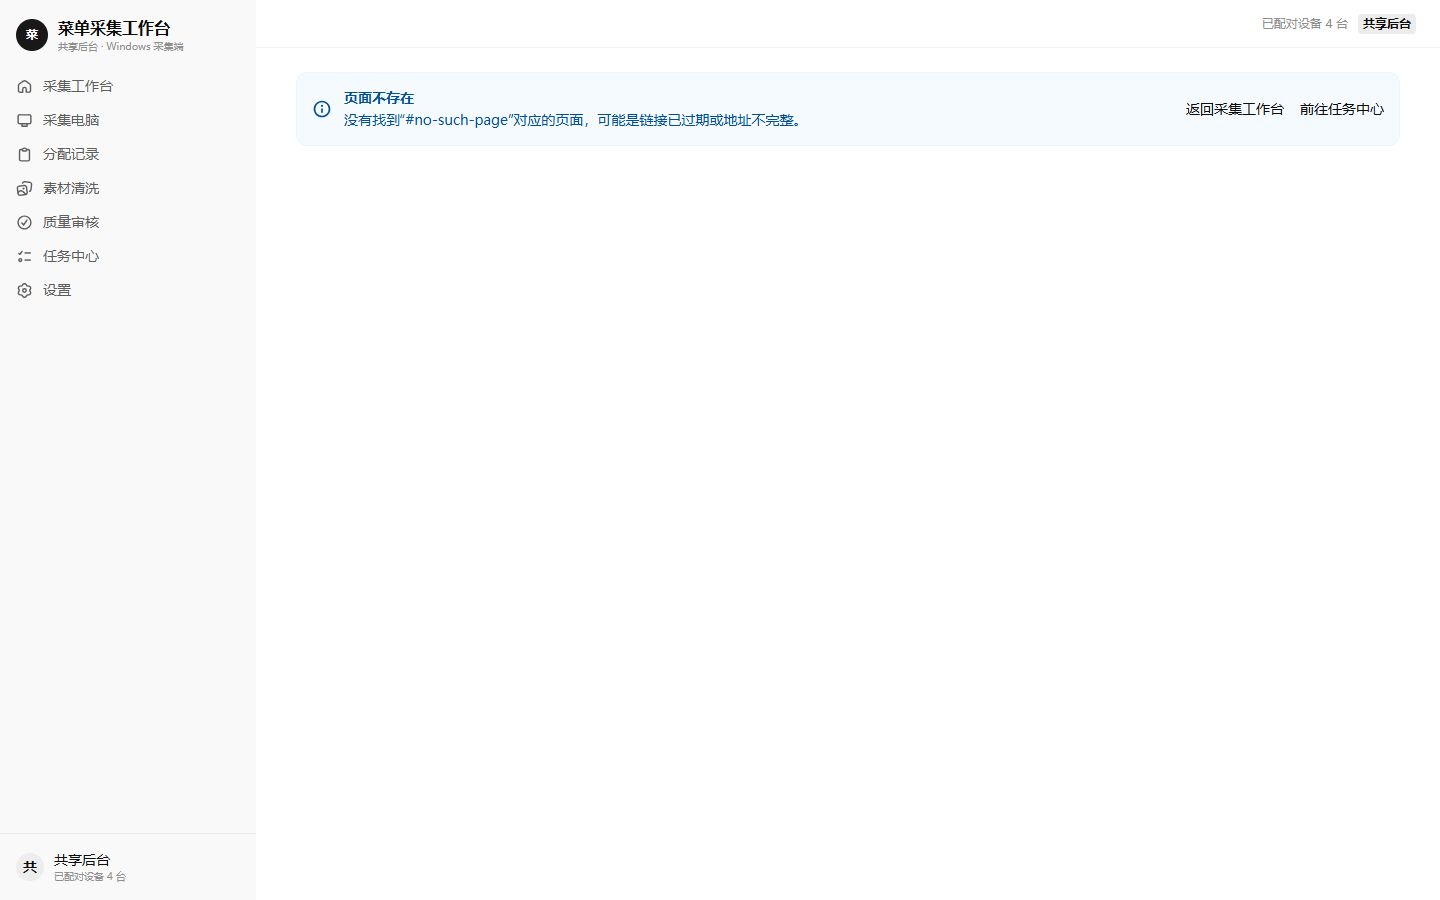 菜
菜单采集工作台
共享后台 · Windows 采集端
采集工作台
采集电脑
分配记录
素材清洗
质量审核
任务中心
设置
共
共享后台
已配对设备 4 台
已配对设备 4 台
共享后台
页面不存在
没有找到“#no-such-page”对应的页面，可能是链接已过期或地址不完整。
返回采集工作台
前往任务中心